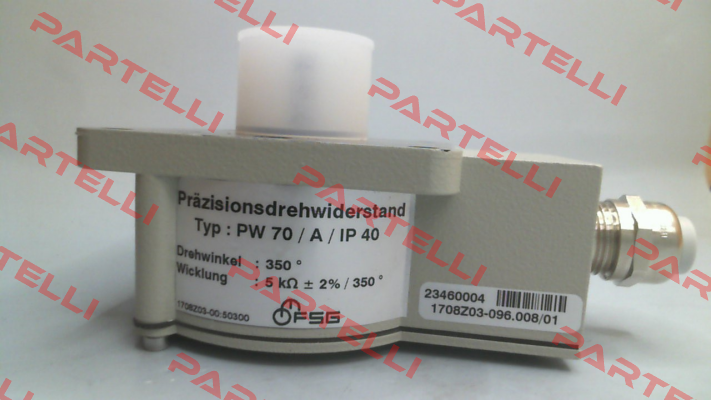 Präzisionsdrehwiderstand
Typ : PW 70 / A / IP 40
Drehwinkel : 350 °
Wicklung : 5 kΩ ± 2% / 350 °
1708Z03-00:50300
FSG
23460004
1708Z03-096.008/01
PARTELLI
PARTELLI
PARTELLI
PARTELLI
PARTELLI
PARTELLI
PARTELLI
PARTELLI